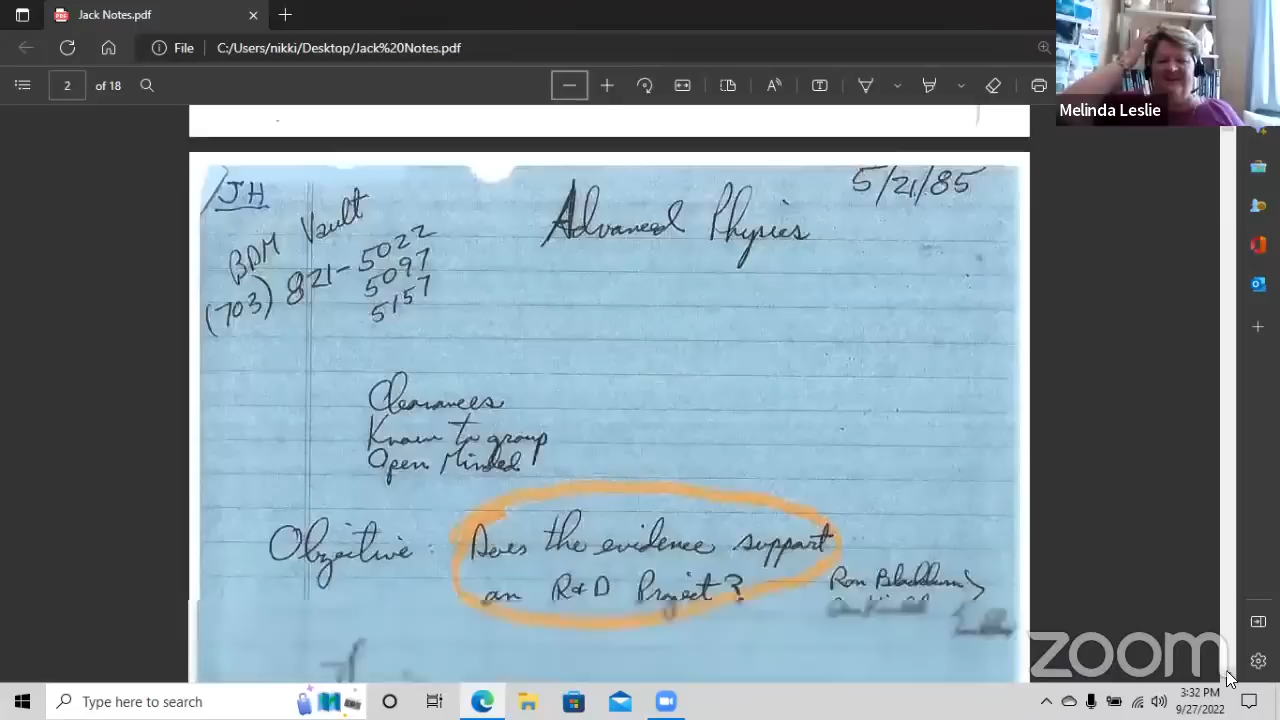 Jack Notes.pdf
File
C:/Users/nikki/Desktop/Jack%20Notes.pdf
2 of 18
Melinda Leslie
/JH
5/21/85
Advanced Physics
BDM Vault
(703) 821-5022
5097
5157
Clearances
Known to group
Open Minded
Objective: Does the evidence support
an R&D Project?
Ron Blackburn
zoom
Type here to search
3:32 PM
9/27/2022